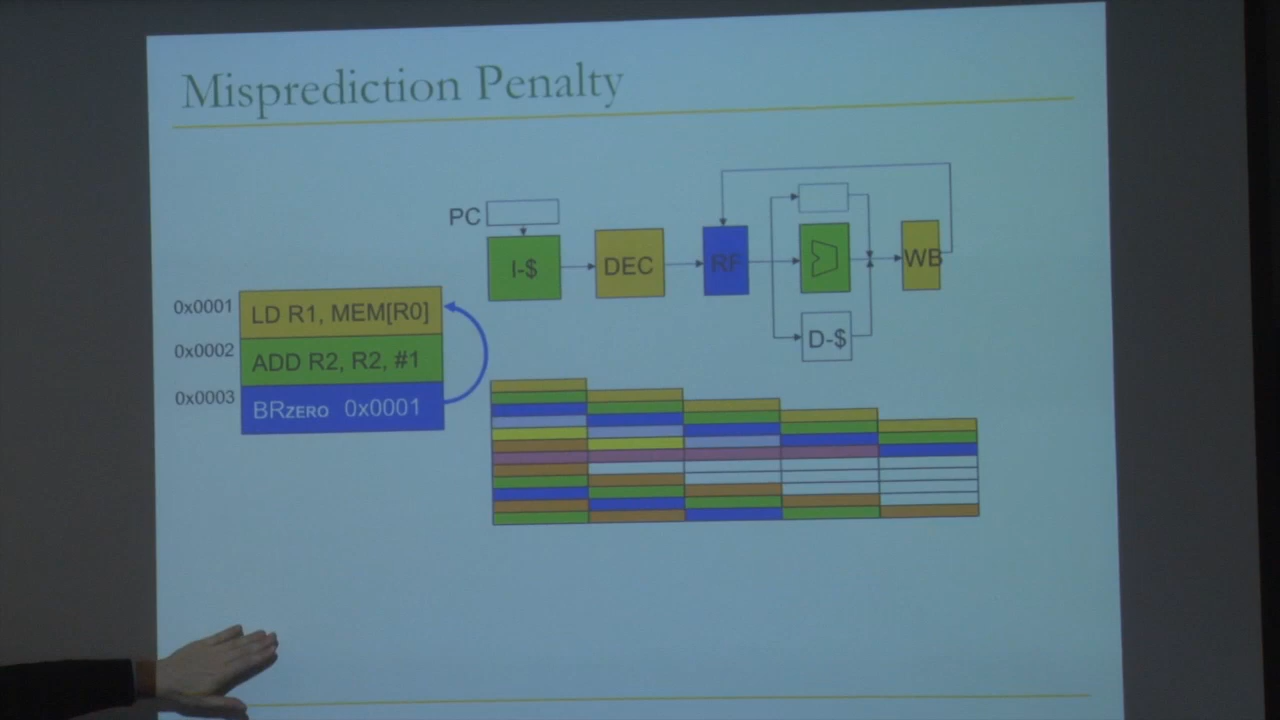 Misprediction Penalty
PC
I-$
DEC
RF
WB
D-$
0x0001 LD R1, MEM[R0]
0x0002 ADD R2, R2, #1
0x0003 BRZERO 0x0001